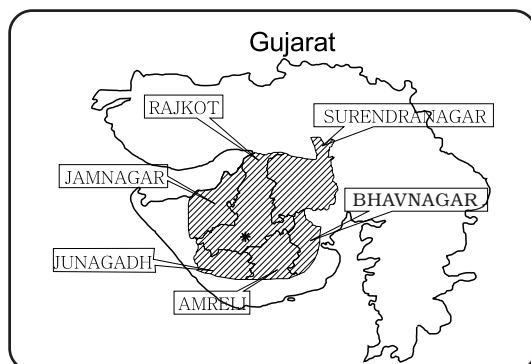 Gujarat
RAJKOT
SURENDRANAGAR
JAMNAGAR
BHAVNAGAR
JUNAGADH
AMRELI